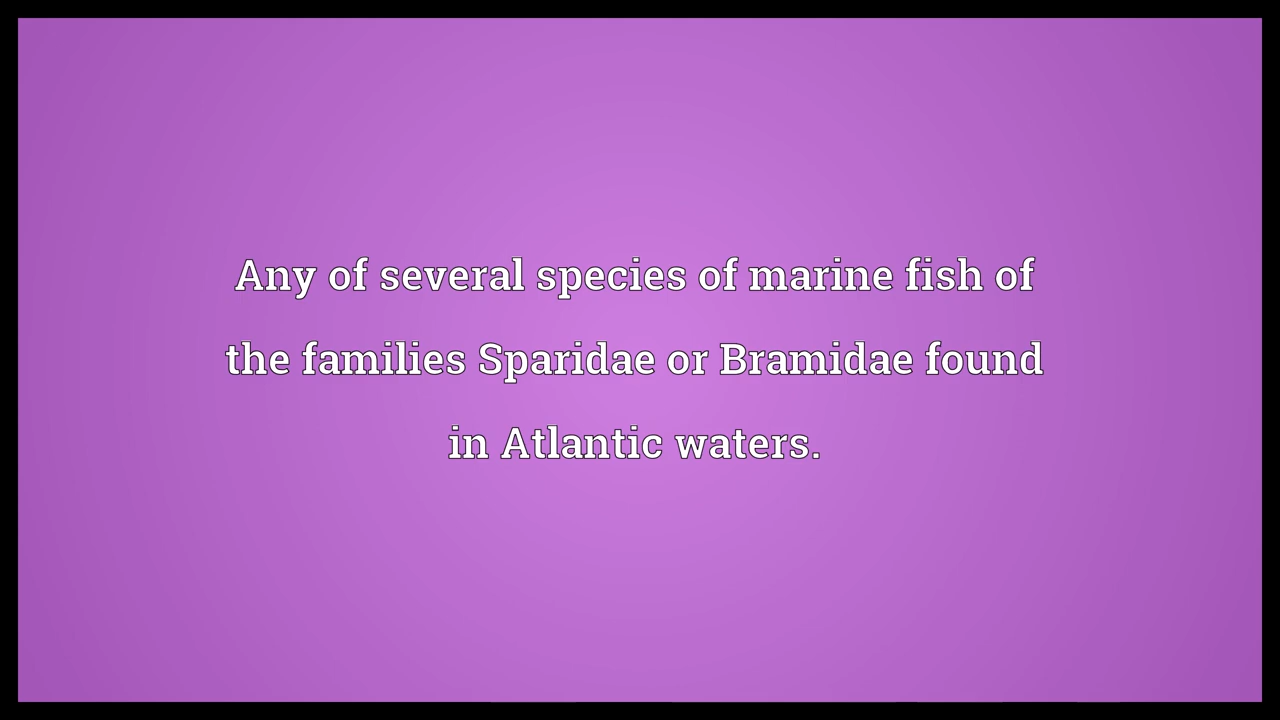 Any of several species of marine fish of
the families Sparidae or Bramidae found
in Atlantic waters.